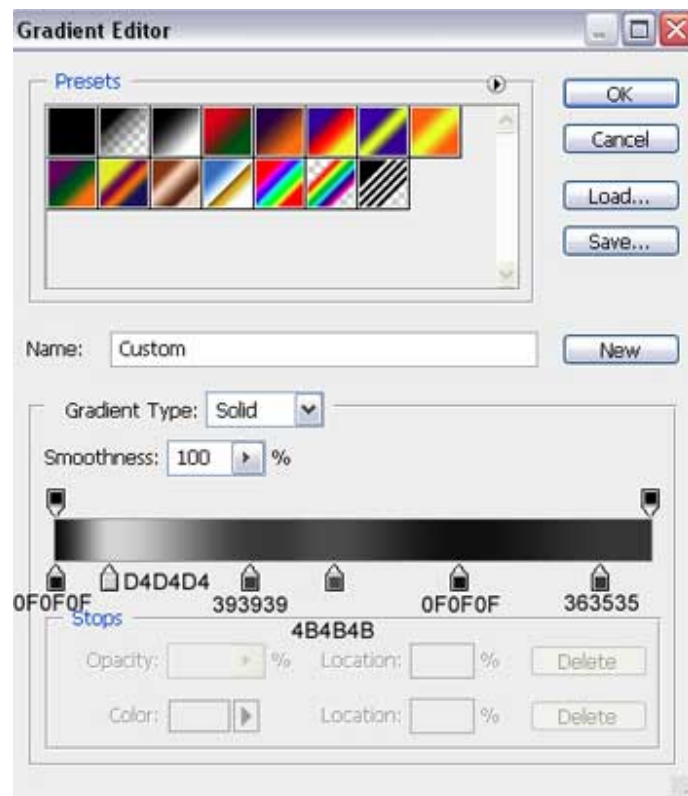 Gradient Editor
Presets
OK
Cancel
Load...
Save...
Name: Custom
New
Gradient Type: Solid
Smoothness: 100 %
0F0F0F D4D4D4 393939 4B4B4B 0F0F0F 363535
Stops
Opacity: % Location: % Delete
Color: Location: % Delete